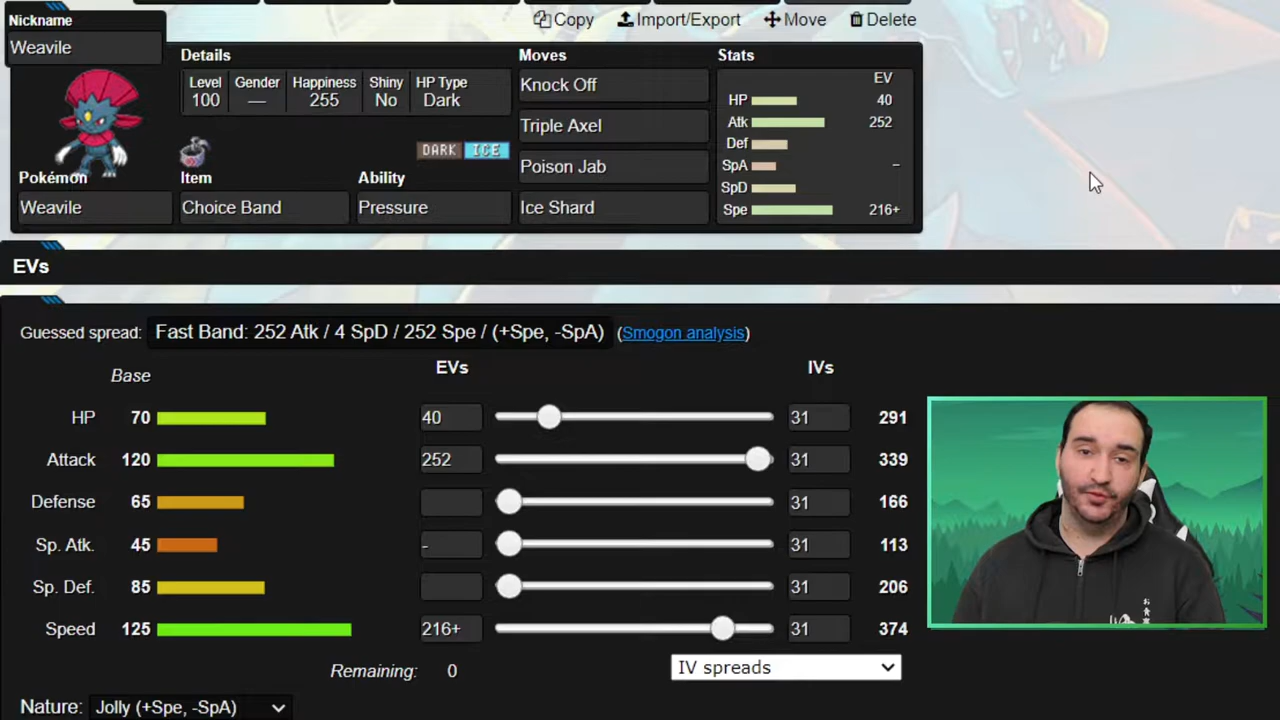 Nickname
Weavile
Copy Import/Export Move Delete
Details
Level Gender Happiness Shiny HP Type
100 — 255 No Dark
DARK ICE
Pokémon Item Ability
Weavile Choice Band Pressure
Moves
Knock Off
Triple Axel
Poison Jab
Ice Shard
Stats
EV
HP 40
Atk 252
Def
SpA –
SpD
Spe 216+
EVs
Guessed spread: Fast Band: 252 Atk / 4 SpD / 252 Spe / (+Spe, -SpA) (Smogon analysis)
Base EVs IVs
HP 70 40 31 291
Attack 120 252 31 339
Defense 65 31 166
Sp. Atk. 45 - 31 113
Sp. Def. 85 31 206
Speed 125 216+ 31 374
Remaining: 0 IV spreads
Nature: Jolly (+Spe, -SpA)